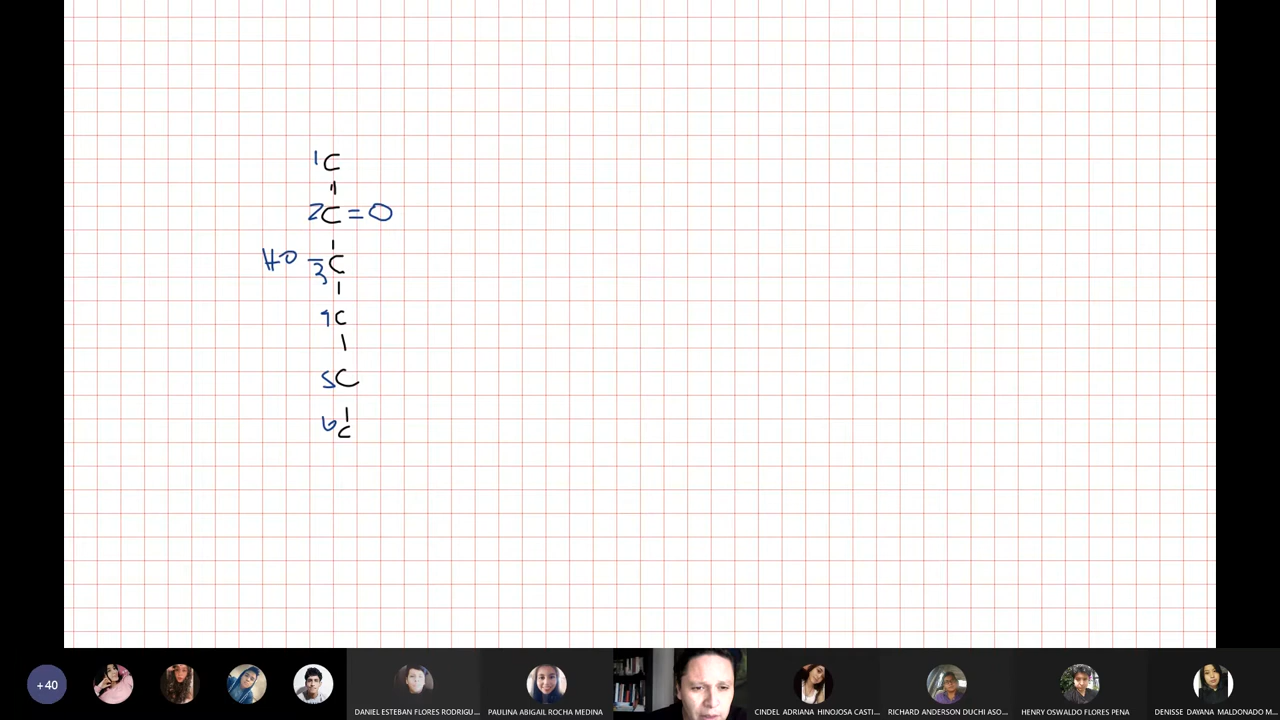 1C
2C=O
HO-3C
4C
5C
6C
+40
DANIEL ESTEBAN FLORES RODRIGU...
PAULINA ABIGAIL ROCHA MEDINA
CINDEL ADRIANA HINOJOSA CASTI...
RICHARD ANDERSON DUCHI ASO...
HENRY OSWALDO FLORES PENA
DENISSE DAYANA MALDONADO M...